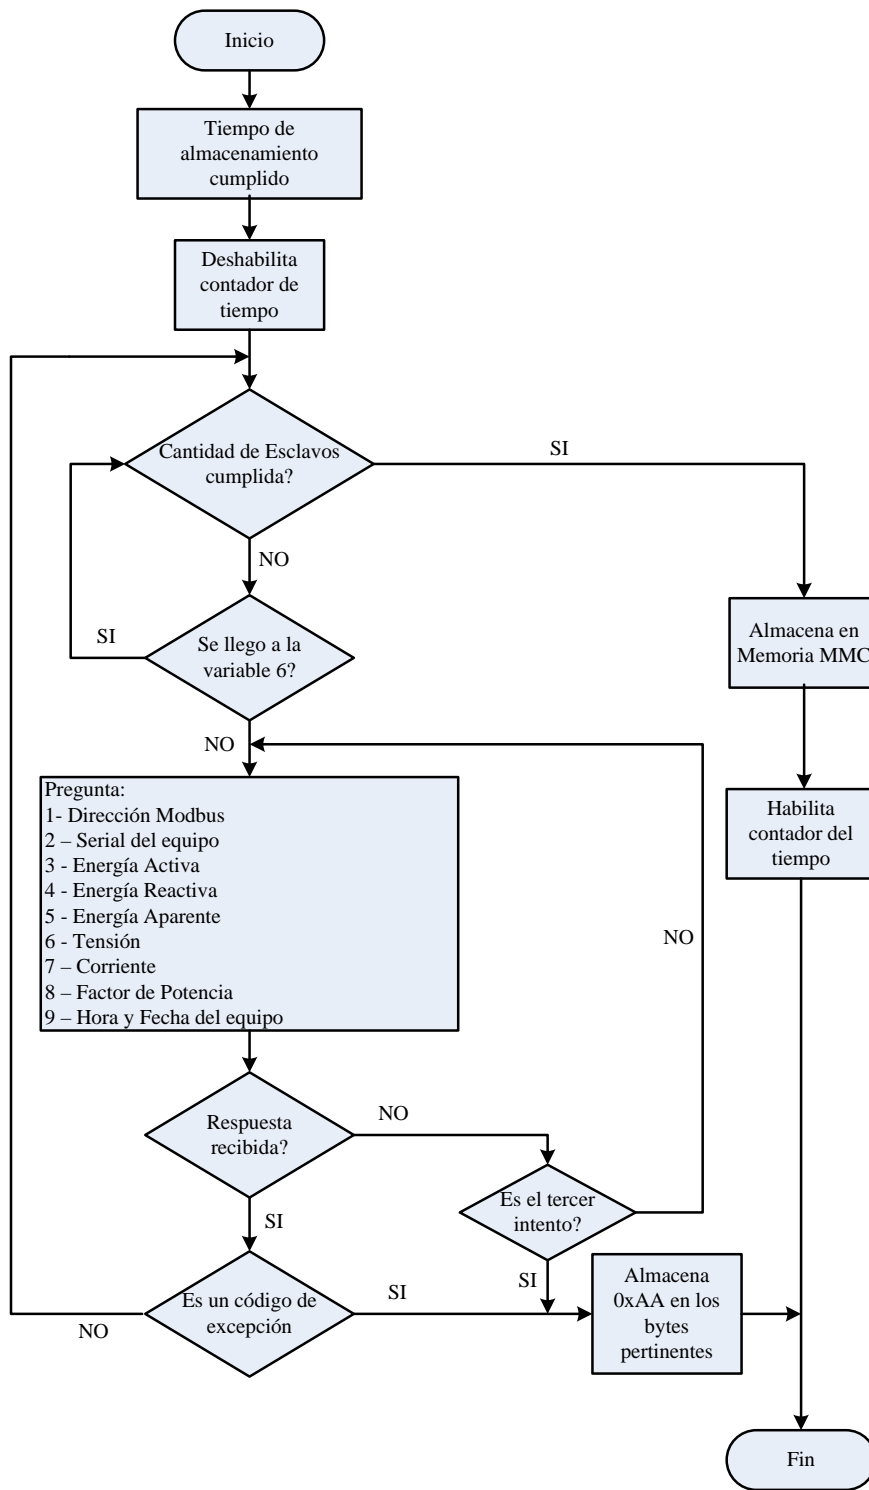 Inicio
Tiempo de
almacenamiento
cumplido
Deshabilita
contador de
tiempo
Cantidad de Esclavos
cumplida?
SI
NO
Se llego a la
variable 6?
SI
NO
Almacena en
Memoria MMC
Habilita
contador del
tiempo
Pregunta:
1- Dirección Modbus
2 – Serial del equipo
3 - Energía Activa
4 - Energía Reactiva
5 - Energía Aparente
6 - Tensión
7 – Corriente
8 – Factor de Potencia
9 – Hora y Fecha del equipo
NO
Respuesta
recibida?
NO
SI
Es el tercer
intento?
SI
Es un código de
excepción
SI
NO
Almacena
0xAA en los
bytes
pertinentes
Fin